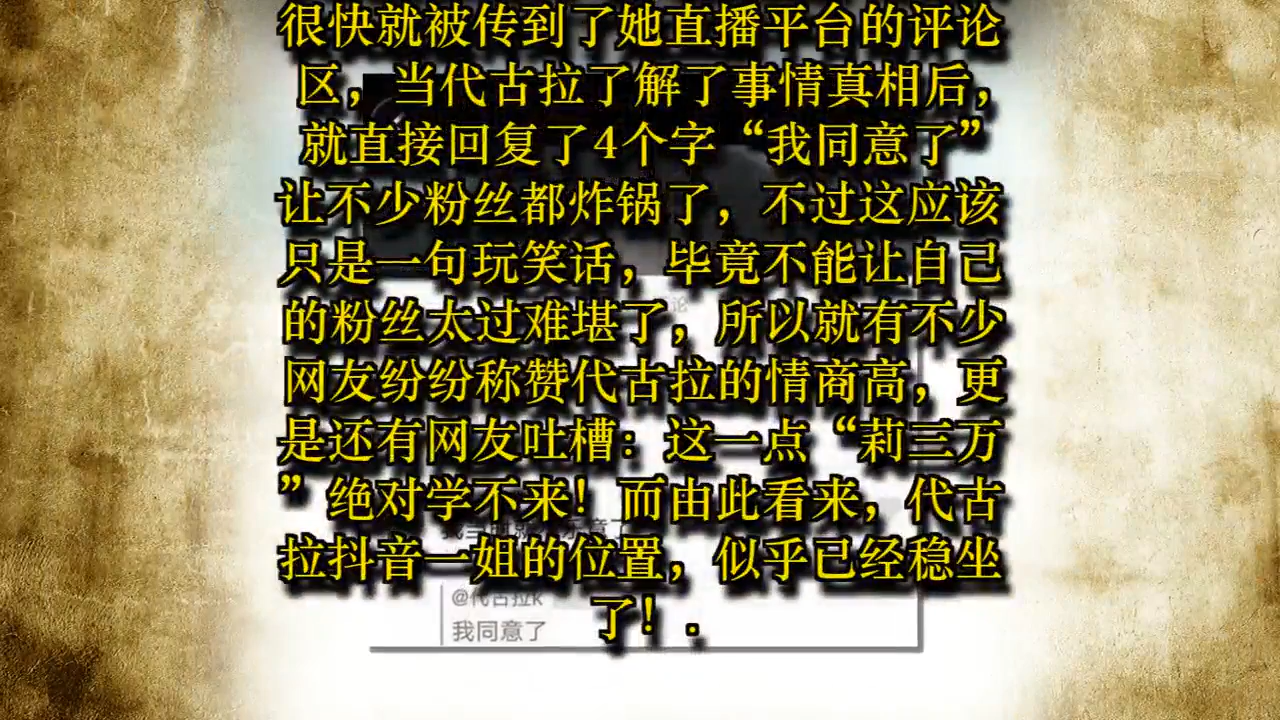 很快就被传到了她直播平台的评论
区，当代古拉了解了事情真相后，
就直接回复了4个字“我同意了”
让不少粉丝都炸锅了，不过这应该
只是一句玩笑话，毕竟不能让自己
的粉丝太过难堪了，所以就有不少
网友纷纷称赞代古拉的情商高，更
是还有网友吐槽：这一点“莉三万
”绝对学不来！而由此看来，代古
拉抖音一姐的位置，似乎已经稳坐
了！.
@代古拉K
我同意了